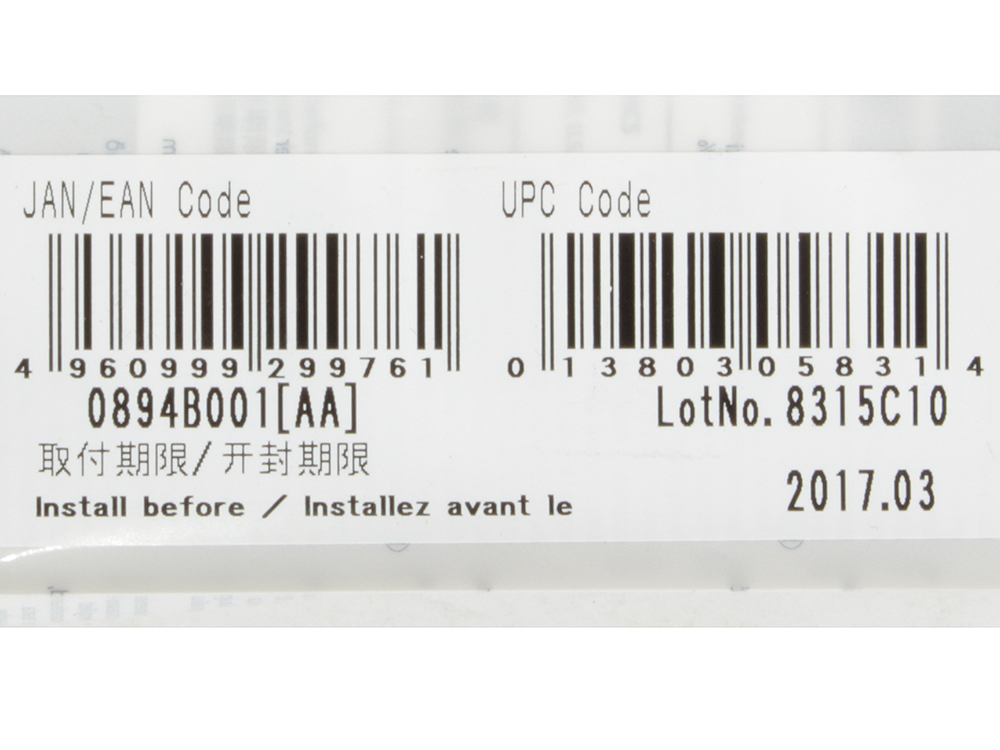 JAN/EAN Code
4 960999 299761
0894B001[AA]
取付期限/开封期限
Install before / Installez avant le
UPC Code
0 13803 05831 4
LotNo. 8315C10
2017.03